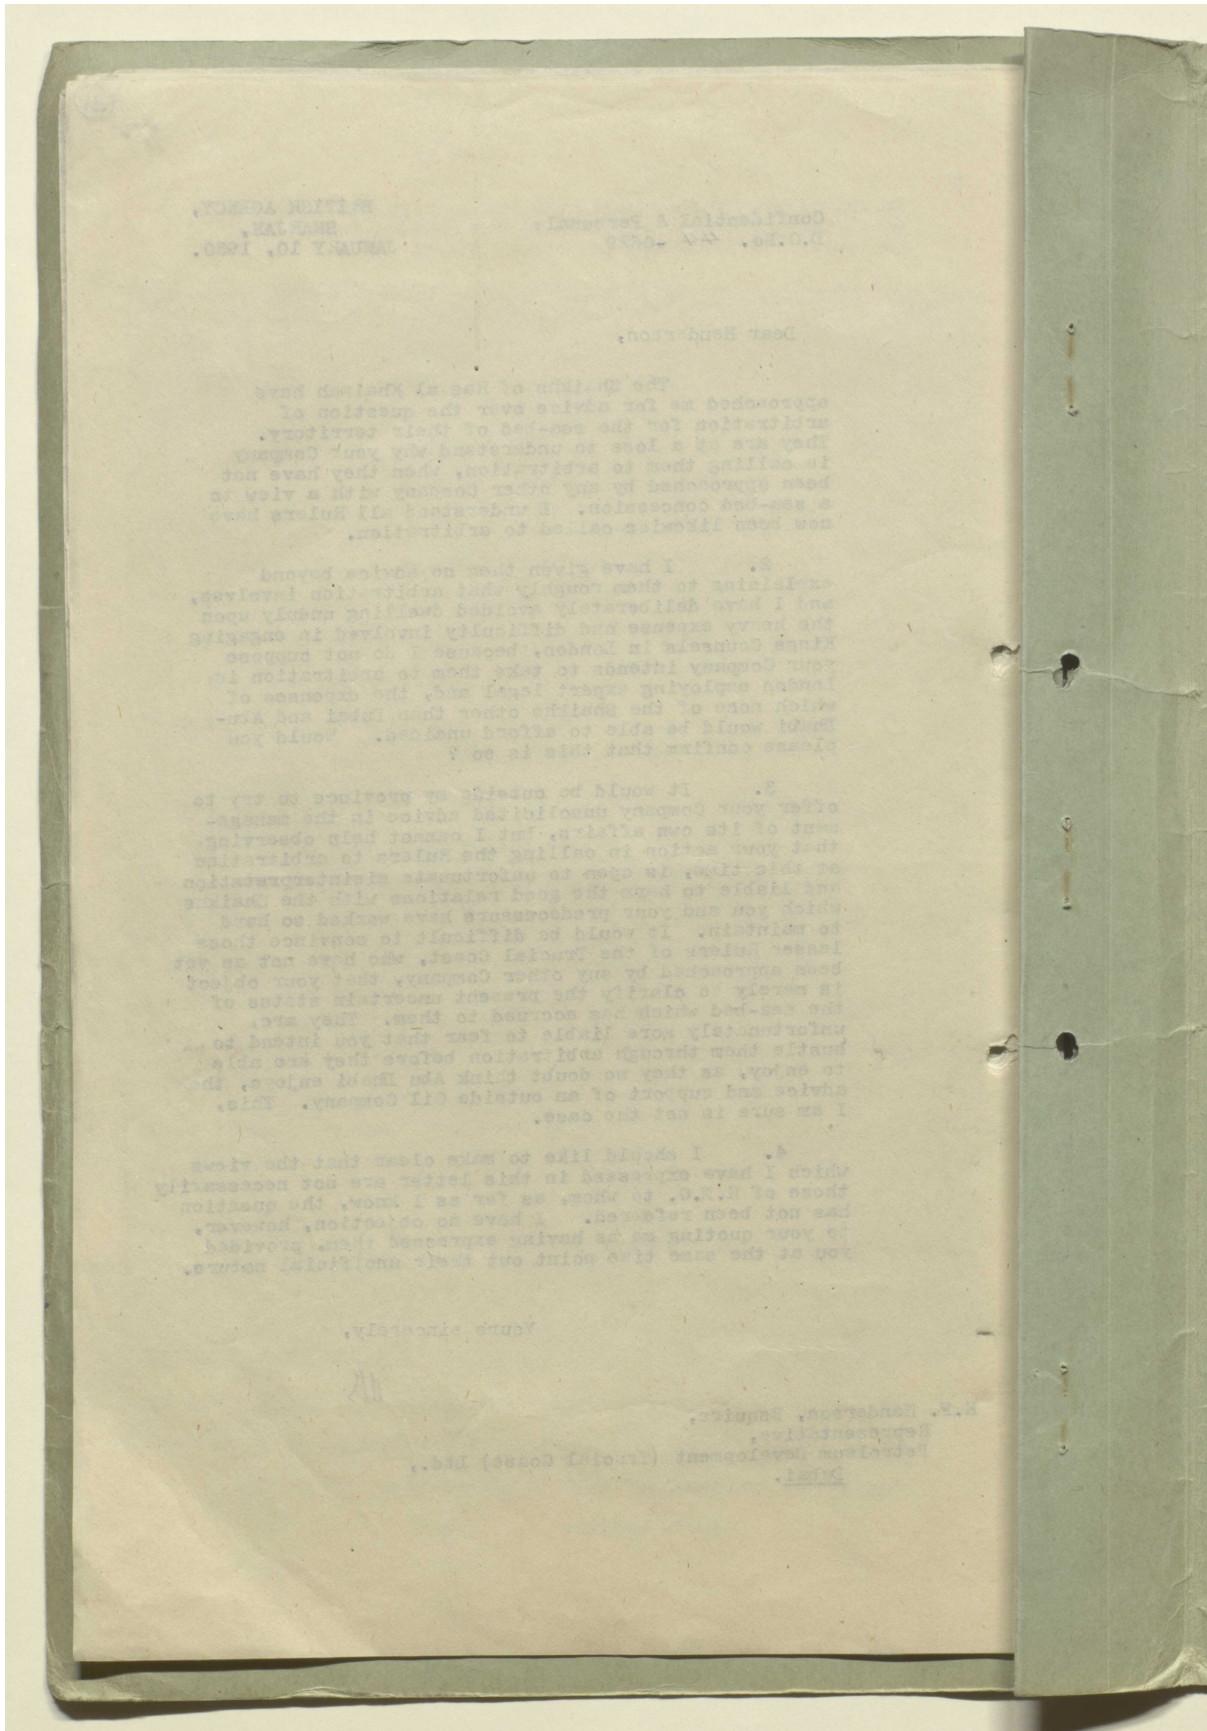 BRITISH AGENCY,
SHARJAH,
JANUARY 10, 1950.
Confidential & Personal.
D.O.No. 44 -0479
Dear Henderson,
The Shaikhs of Ras al Khaimah have
approached me for advice over the question of
arbitration for the sea-bed of their territory.
They are at a loss to understand why your Company
is calling them to arbitration, when they have not
been approached by any other Company with a view to
a sea-bed concession. I understand all Rulers have
now been likewise called to arbitration.
2. I have given them no advice beyond
explaining to them roughly what arbitration involves,
and I have deliberately avoided dwelling unduly upon
the heavy expense and difficulty involved in engaging
Kings Counsels in London, because I do not suppose
your Company intends to take them to arbitration in
London employing expert legal aid, the expenses of
which none of the Shaikhs other than Dubai and Abu-
Dhabi would be able to afford unaided. Would you
please confirm that this is so ?
3. It would be outside my province to try to
offer your Company unsolicited advice in the manage-
ment of its own affairs, but I cannot help observing
that your action in calling the Rulers to arbitration
at this time, is open to unfortunate misinterpretation
and liable to harm the good relations with the Shaikhs
which you and your predecessors have worked so hard
to maintain. It would be difficult to convince those
lesser Rulers of the Trucial Coast, who have not as yet
been approached by any other Company, that your object
is merely to clarify the present uncertain status of
the sea-bed which has accrued to them. They are,
unfortunately more liable to fear that you intend to
hustle them through arbitration before they are able
to enjoy, as they no doubt think Abu Dhabi enjoys, the
advice and support of an outside Oil Company. This,
I am sure is not the case.
4. I should like to make clear that the views
which I have expressed in this letter are not necessarily
those of H.M.G. to whom, as far as I know, the question
has not been refered. I have no objection, however,
to your quoting me as having expressed them, provided
you at the same time point out their unofficial nature.
Yours sincerely,
E.F. Henderson, Esquire,
Representative,
Petroleum Development (Trucial Coast) Ltd.,
Dubai.